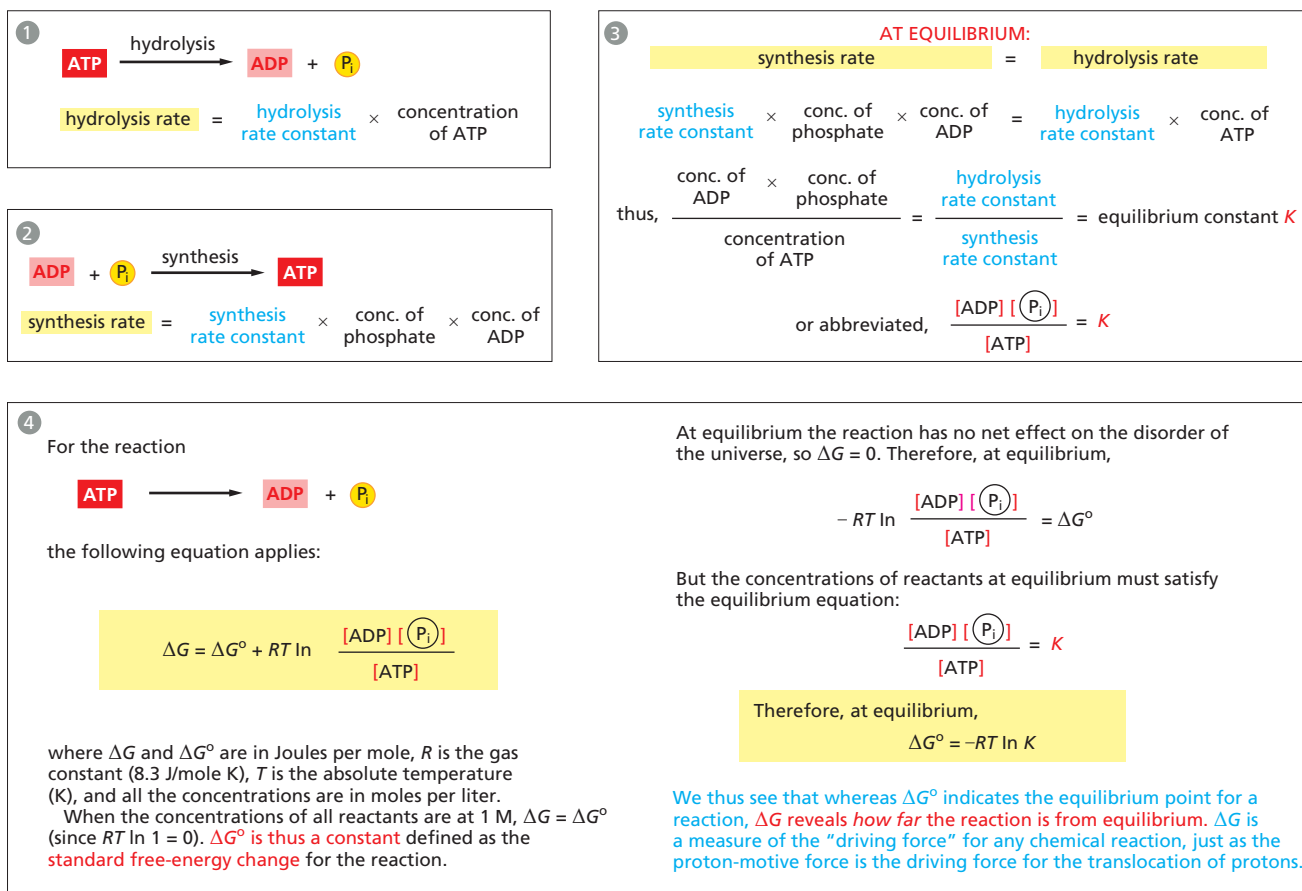 1
ATP hydrolysis ADP + Pi
hydrolysis rate = hydrolysis rate constant × concentration of ATP
2
ADP + Pi synthesis ATP
synthesis rate = synthesis rate constant × conc. of phosphate × conc. of ADP
3
AT EQUILIBRIUM:
synthesis rate = hydrolysis rate
synthesis rate constant × conc. of phosphate × conc. of ADP = hydrolysis rate constant × conc. of ATP
conc. of ADP × conc. of phosphate
thus, = hydrolysis rate constant = equilibrium constant K
concentration of ATP
synthesis rate constant
[ADP] [Pi]
or abbreviated, = K
[ATP]
4
For the reaction
ATP ADP + Pi
the following equation applies:
[ADP] [Pi]
ΔG = ΔG° + RT ln
[ATP]
where ΔG and ΔG° are in Joules per mole, R is the gas
constant (8.3 J/mole K), T is the absolute temperature
(K), and all the concentrations are in moles per liter.
When the concentrations of all reactants are at 1 M, ΔG = ΔG°
(since RT ln 1 = 0). ΔG° is thus a constant defined as the
standard free-energy change for the reaction.
At equilibrium the reaction has no net effect on the disorder of
the universe, so ΔG = 0. Therefore, at equilibrium,
[ADP] [Pi]
– RT ln = ΔG°
[ATP]
But the concentrations of reactants at equilibrium must satisfy
the equilibrium equation:
[ADP] [Pi]
= K
[ATP]
Therefore, at equilibrium,
ΔG° = –RT ln K
We thus see that whereas ΔG° indicates the equilibrium point for a
reaction, ΔG reveals how far the reaction is from equilibrium. ΔG is
a measure of the “driving force” for any chemical reaction, just as the
proton-motive force is the driving force for the translocation of protons.